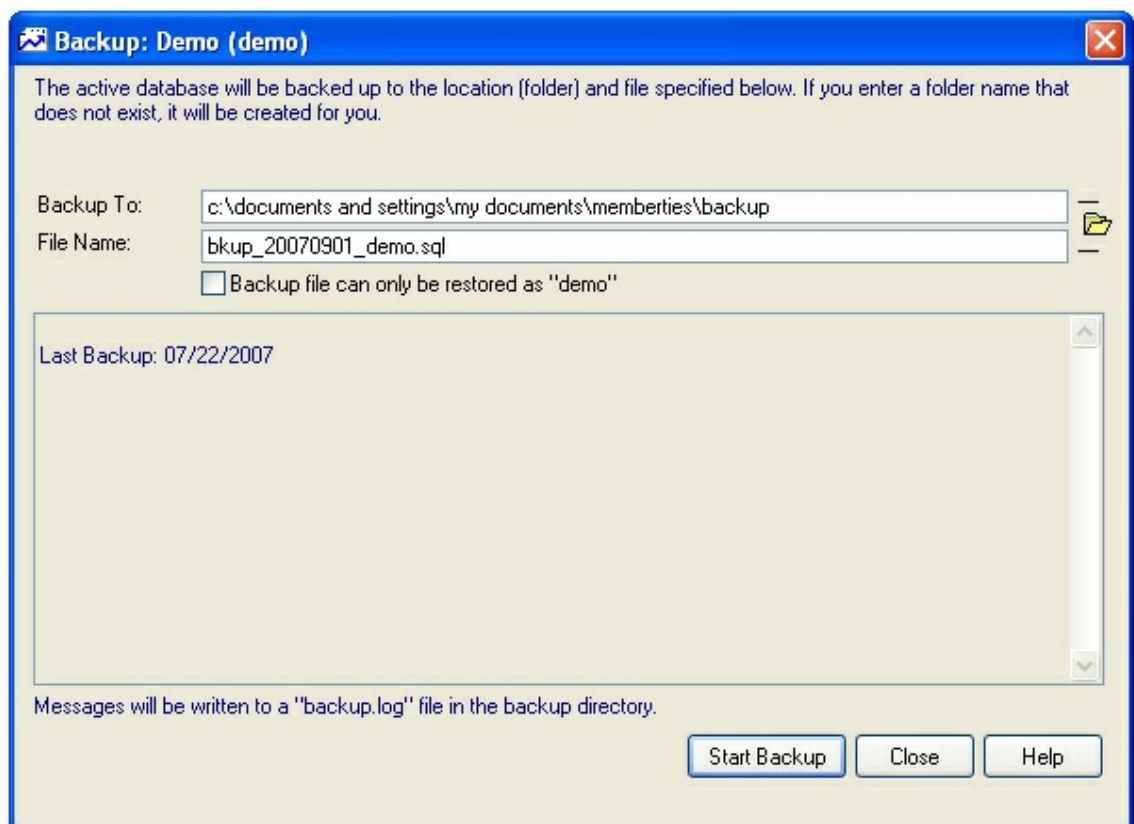 Backup: Demo (demo)
The active database will be backed up to the location (folder) and file specified below. If you enter a folder name that
does not exist, it will be created for you.
Backup To:
c:\documents and settings\my documents\memberties\backup
File Name:
bkup_20070901_demo.sql
Backup file can only be restored as "demo"
Last Backup: 07/22/2007
Messages will be written to a "backup.log" file in the backup directory.
Start Backup
Close
Help